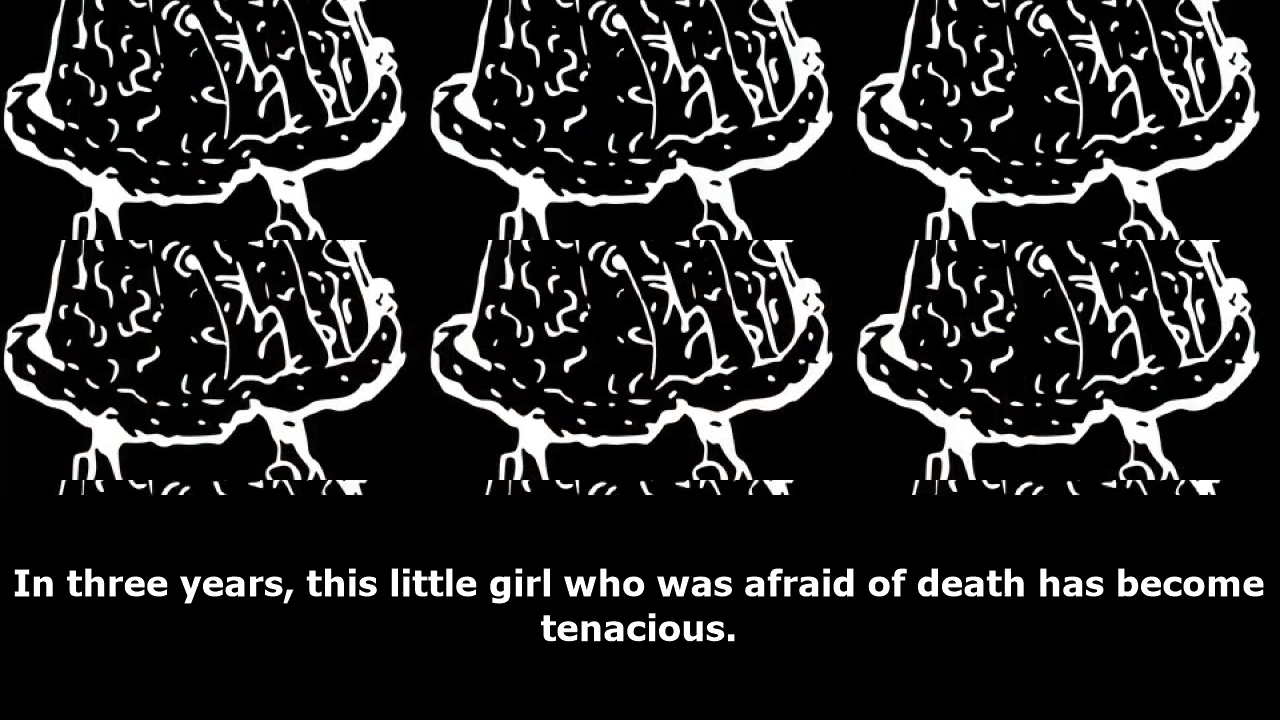 In three years, this little girl who was afraid of death has become
tenacious.